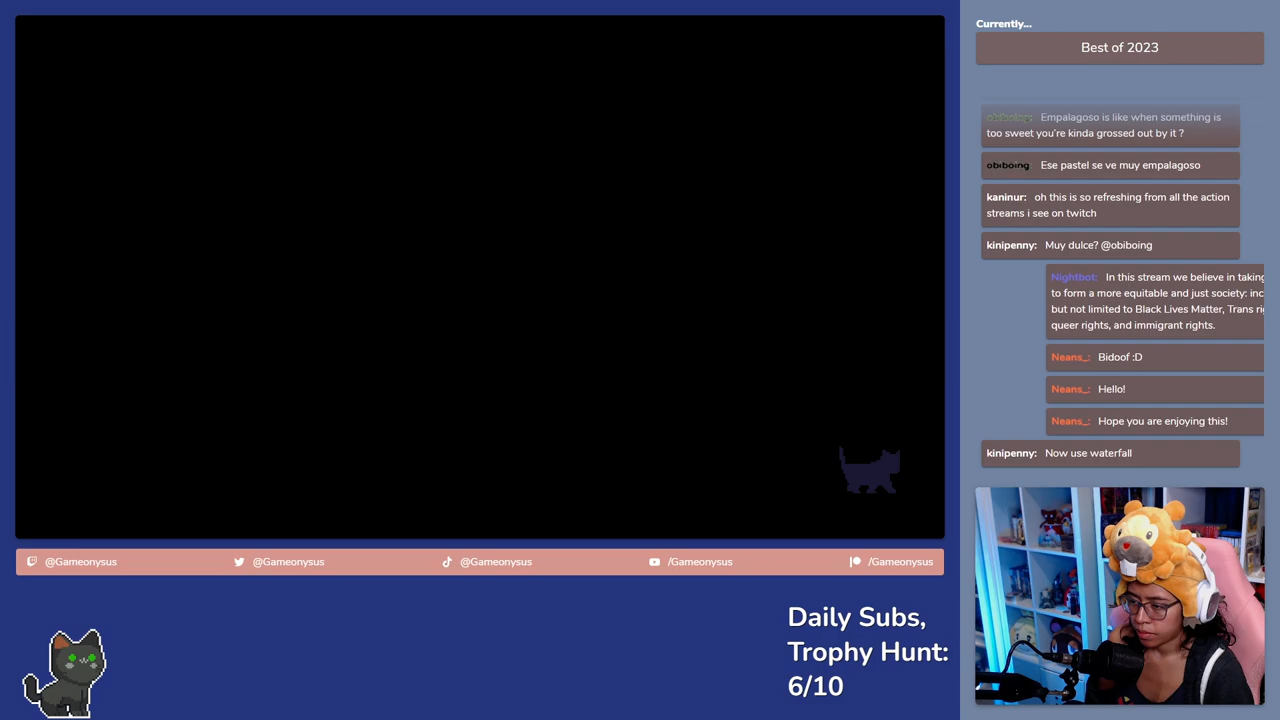 Currently...
Best of 2023
obiboing: Empalagoso is like when something is
too sweet you're kinda grossed out by it ?
obiboing: Ese pastel se ve muy empalagoso
kaninur: oh this is so refreshing from all the action
streams i see on twitch
kinipenny: Muy dulce? @obiboing
Nightbot: In this stream we believe in taking
to form a more equitable and just society:
but not limited to Black Lives Matter, Trans
queer rights, and immigrant rights.
Neans_: Bidoof :D
Neans_: Hello!
Neans_: Hope you are enjoying this!
kinipenny: Now use waterfall
@Gameonysus @Gameonysus @Gameonysus /Gameonysus /Gameonysus
Daily Subs,
Trophy Hunt:
6/10